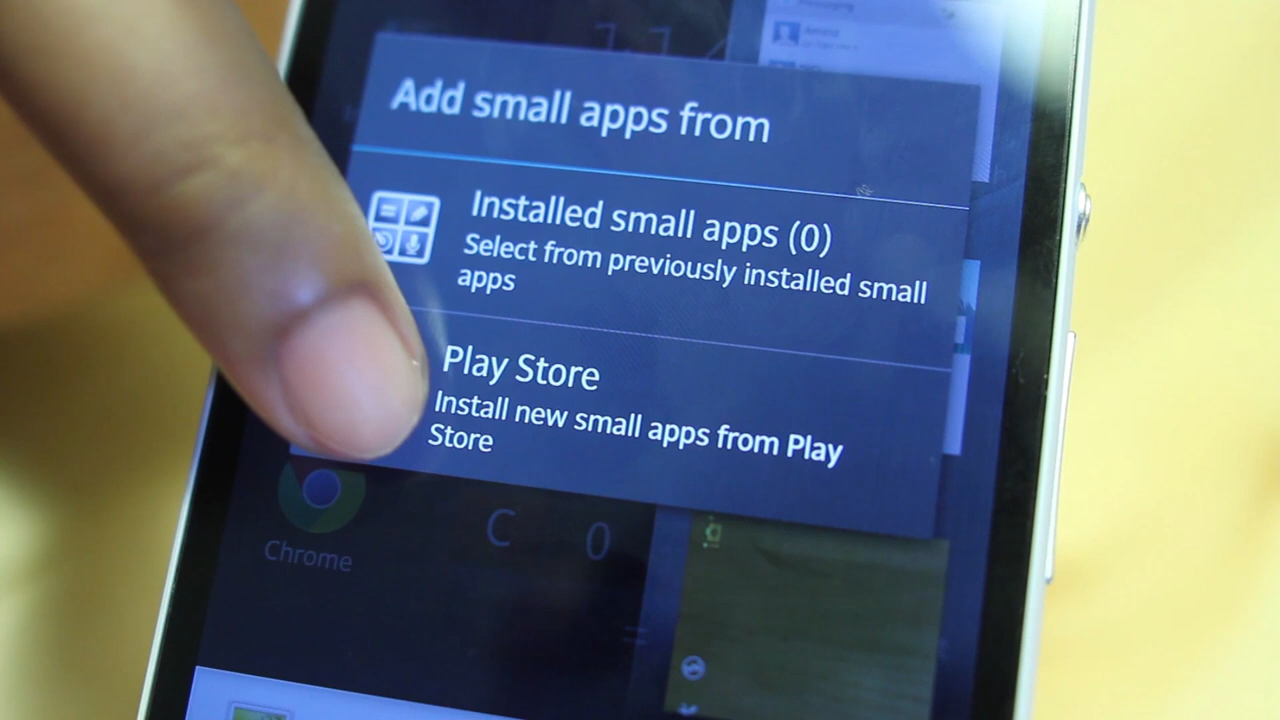 Add small apps from
Installed small apps (0)
Select from previously installed small
apps
Play Store
Install new small apps from Play
Store
C 0
Chrome
=